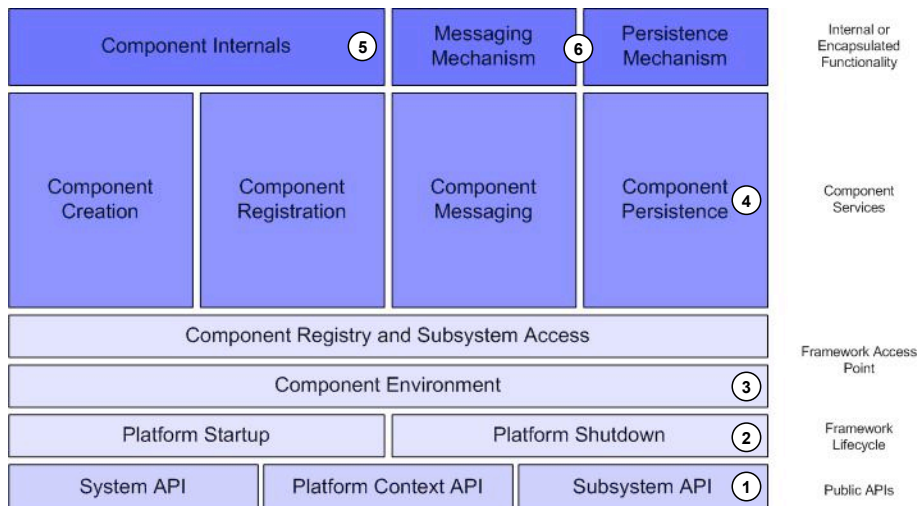 Component Internals
5
Messaging
Mechanism
6
Persistence
Mechanism
Internal or
Encapsulated
Functionality
Component
Creation
Component
Registration
Component
Messaging
Component
Persistence
4
Component
Services
Component Registry and Subsystem Access
Framework Access
Point
Component Environment
3
Platform Startup
Platform Shutdown
2
Framework
Lifecycle
System API
Platform Context API
Subsystem API
1
Public APIs